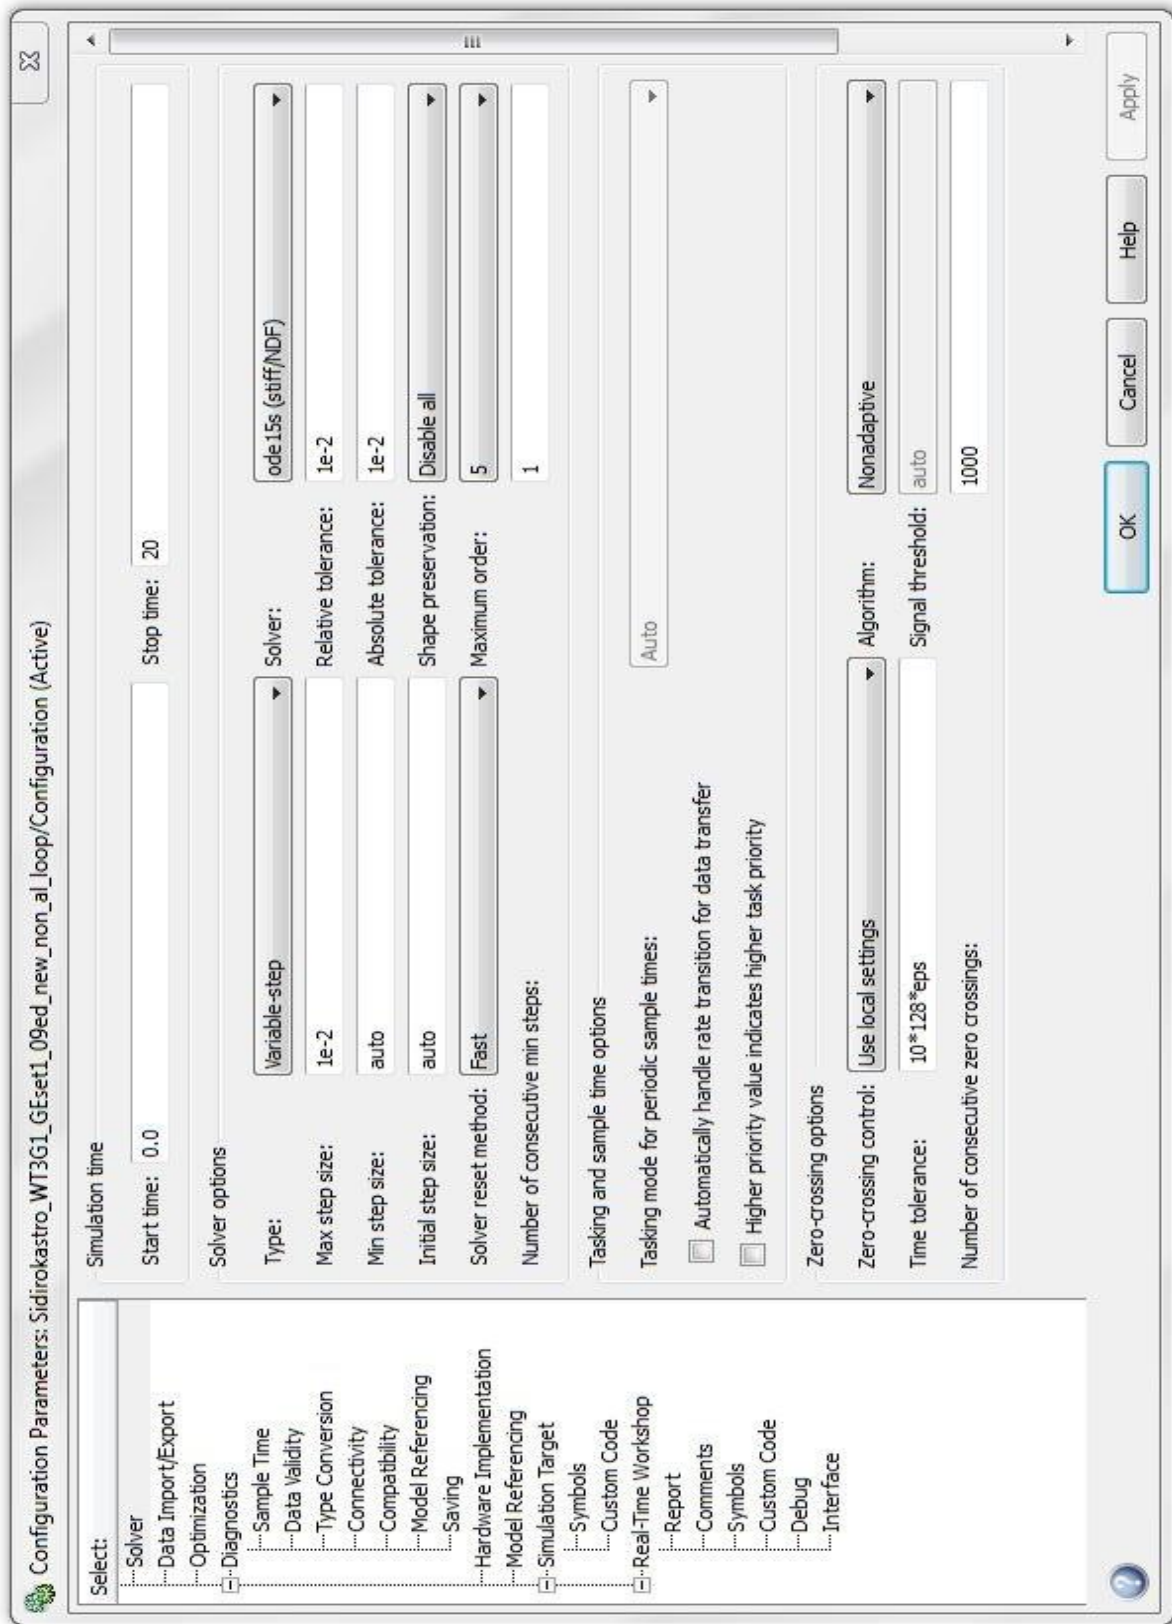 Configuration Parameters: Sidirokastro_WT3G1_GEset1_09ed_new_non_al_loop/Configuration (Active)
Select:
Solver
Data Import/Export
Optimization
Diagnostics
Sample Time
Data Validity
Type Conversion
Connectivity
Compatibility
Model Referencing
Saving
Hardware Implementation
Model Referencing
Simulation Target
Symbols
Custom Code
Real-Time Workshop
Report
Comments
Symbols
Custom Code
Debug
Interface
Simulation time
Start time: 0.0 Stop time: 20
Solver options
Type: Variable-step Solver: ode15s (stiff/NDF)
Max step size: 1e-2 Relative tolerance: 1e-2
Min step size: auto Absolute tolerance: 1e-2
Initial step size: auto Shape preservation: Disable all
Solver reset method: Fast Maximum order: 5
Number of consecutive min steps: 1
Tasking and sample time options
Tasking mode for periodic sample times: Auto
Automatically handle rate transition for data transfer
Higher priority value indicates higher task priority
Zero-crossing options
Zero-crossing control: Use local settings Algorithm: Nonadaptive
Time tolerance: 10*128*eps Signal threshold: auto
Number of consecutive zero crossings: 1000
OK Cancel Help Apply